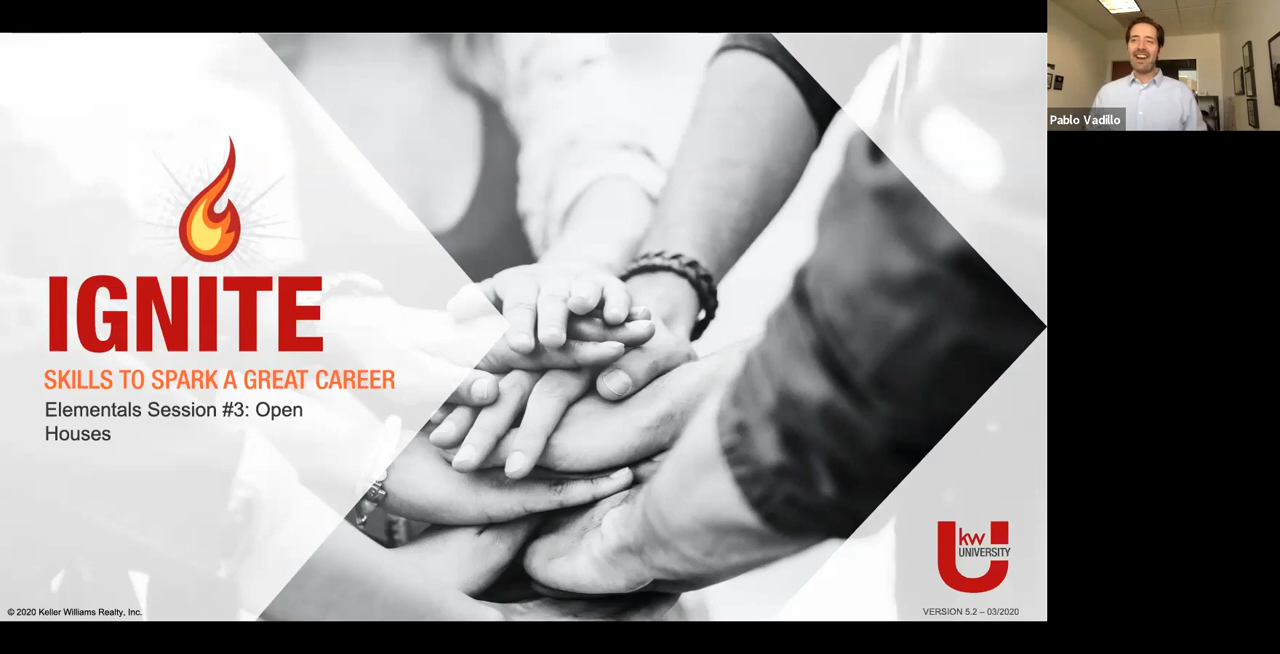 Pablo Vadillo
IGNITE
SKILLS TO SPARK A GREAT CAREER
Elementals Session #3: Open
Houses
kw
UNIVERSITY
© 2020 Keller Williams Realty, Inc.
VERSION 5.2 – 03/2020